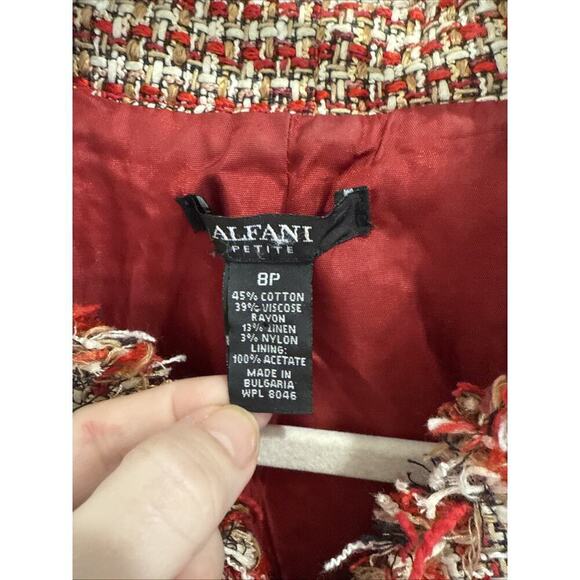 ALFANI
PETITE
8P
45% COTTON
39% VISCOSE
RAYON
13% LINEN
3% NYLON
LINING:
100% ACETATE
MADE IN
BULGARIA
WPL 8046